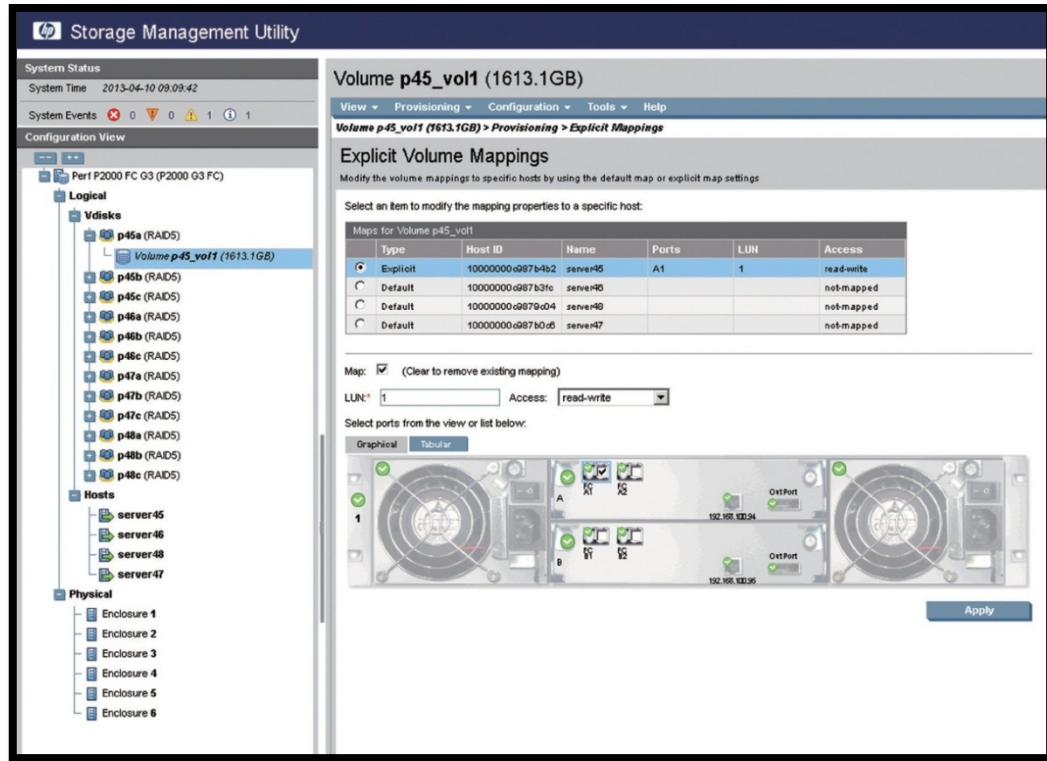 hp Storage Management Utility
System Status
System Time 2013-04-10 09:09:42
System Events 0 0 1 1
Configuration View
Perf P2000 FC G3 (P2000 G3 FC)
Logical
Vdisks
p45a (RAID5)
Volume p45_vol1 (1613.1GB)
p45b (RAID5)
p45c (RAID5)
p46a (RAID5)
p46b (RAID5)
p46c (RAID5)
p47a (RAID5)
p47b (RAID5)
p47c (RAID5)
p48a (RAID5)
p48b (RAID5)
p48c (RAID5)
Hosts
server45
server46
server48
server47
Physical
Enclosure 1
Enclosure 2
Enclosure 3
Enclosure 4
Enclosure 5
Enclosure 6
Volume p45_vol1 (1613.1GB)
View Provisioning Configuration Tools Help
Volume p45_vol1 (1613.1GB) > Provisioning > Explicit Mappings
Explicit Volume Mappings
Modify the volume mappings to specific hosts by using the default map or explicit map settings
Select an item to modify the mapping properties to a specific host:
Maps for Volume p45_vol1
Type Host ID Name Ports LUN Access
Explicit 10000000c987b4b2 server45 A1 1 read-write
Default 10000000c987b3fc server46 not-mapped
Default 10000000c9879c04 server48 not-mapped
Default 10000000c987b0c6 server47 not-mapped
Map: (Clear to remove existing mapping)
LUN:* 1 Access: read-write
Select ports from the view or list below:
Graphical Tabular
1
A
FC A1 FC A2
192.168.100.94
Ext Port
B
FC B1 FC B2
192.168.100.95
Ext Port
Apply